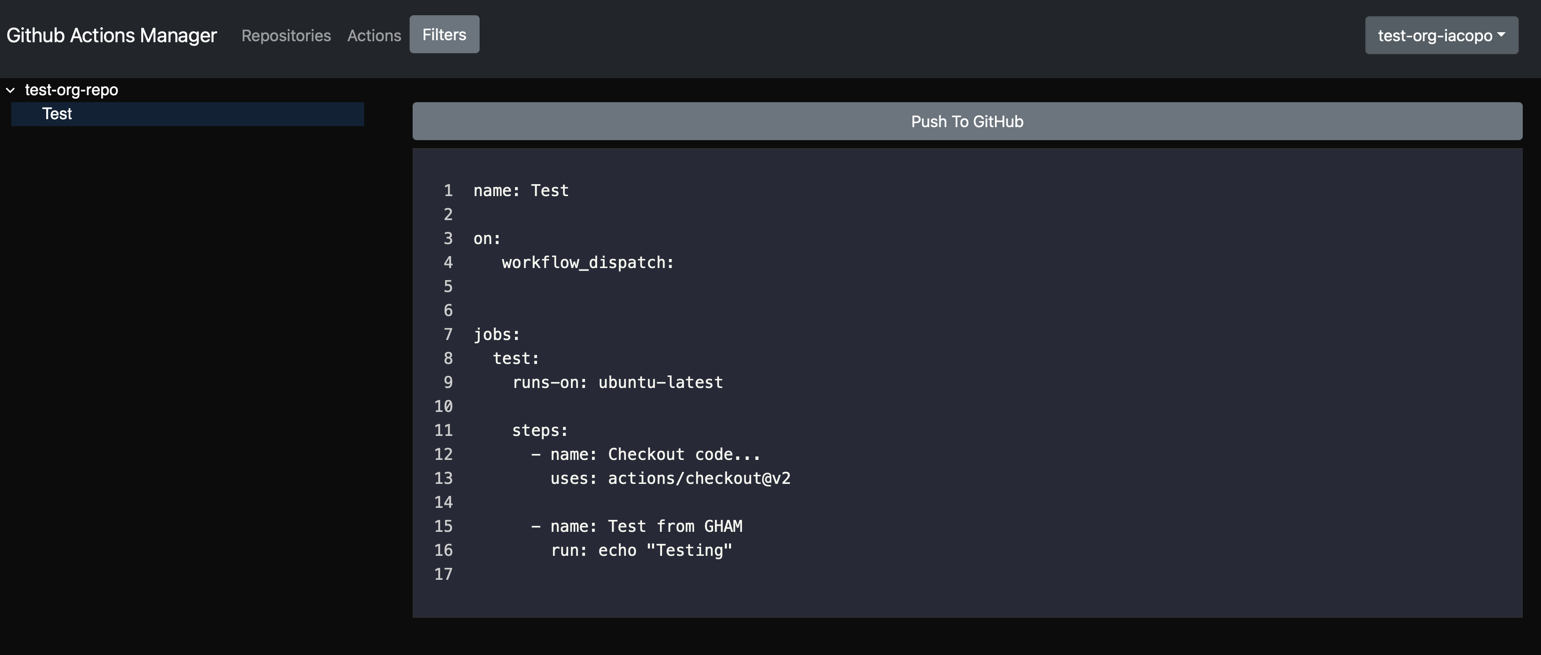 Github Actions Manager Repositories Actions Filters test-org-iacopo
test-org-repo
Test
Push To GitHub
1 name: Test
2
3 on:
4    workflow_dispatch:
5
6
7 jobs:
8   test:
9     runs-on: ubuntu-latest
10
11     steps:
12       - name: Checkout code...
13         uses: actions/checkout@v2
14
15       - name: Test from GHAM
16         run: echo "Testing"
17